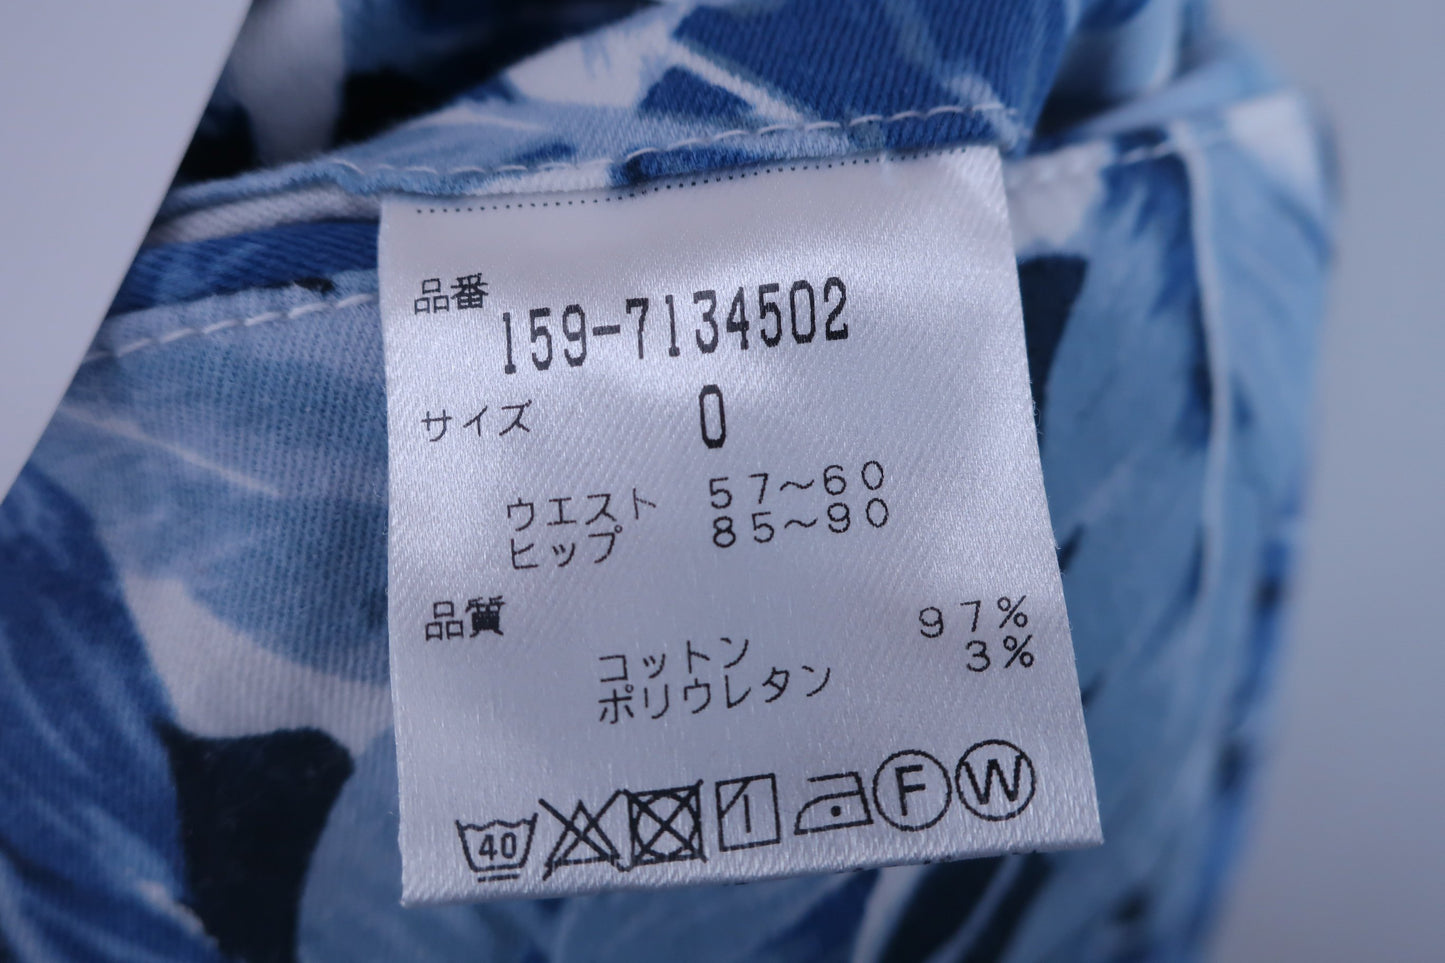 品番
159-7134502
サイズ 0
ウエスト 57～60
ヒップ 85～90
品質
コットン 97%
ポリウレタン 3%
40 F W